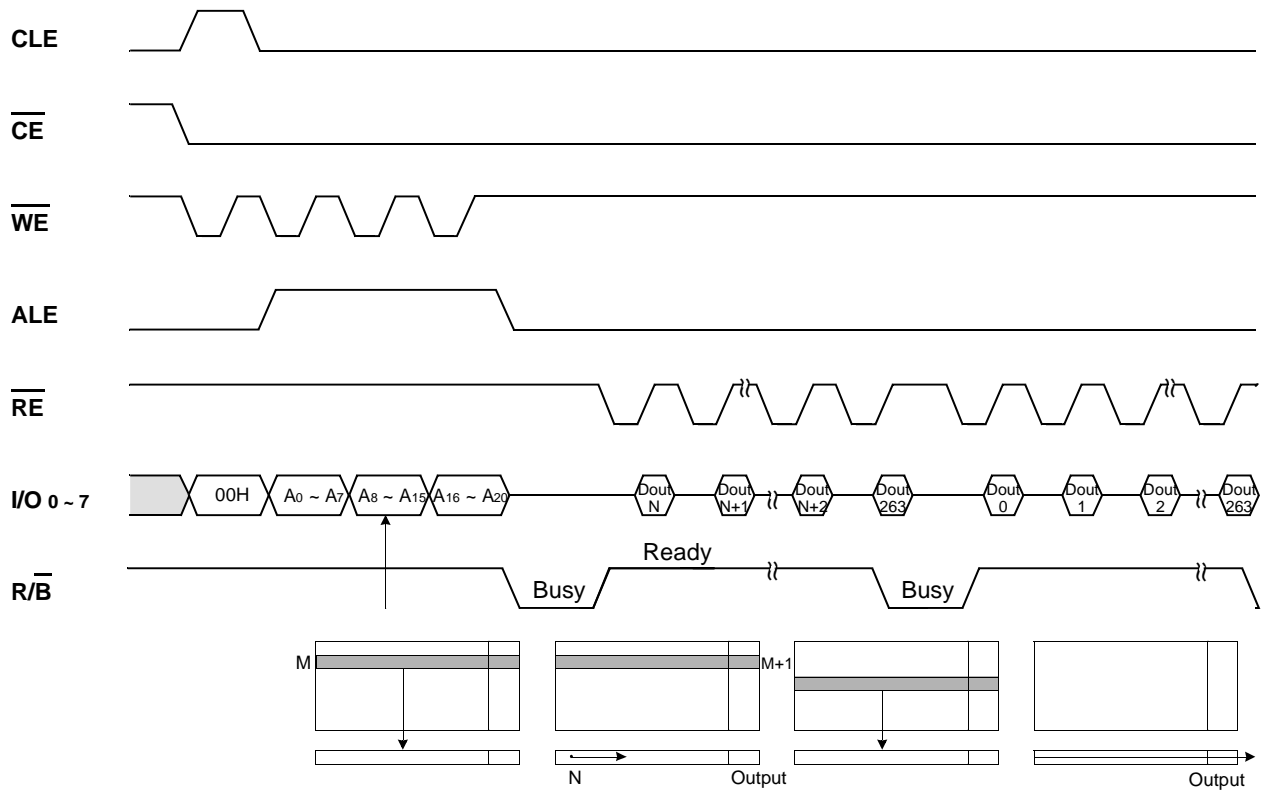 CLE
CE
WE
ALE
RE
I/O 0 ~ 7
00H
A0 ~ A7
A8 ~ A15
A16 ~ A20
Dout
N
Dout
N+1
Dout
N+2
Dout
263
Dout
0
Dout
1
Dout
2
Dout
263
R/B
Busy
Ready
Busy
M
M+1
N
Output
Output